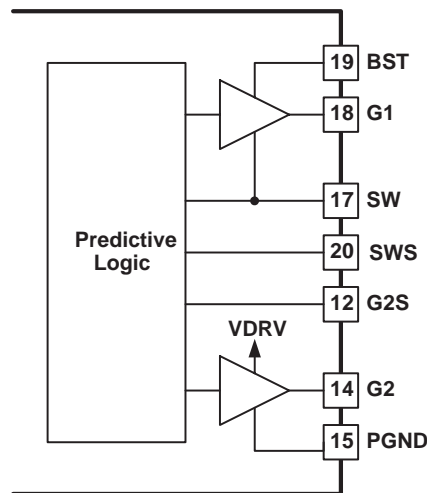 19 BST
18 G1
17 SW
Predictive
Logic
20 SWS
12 G2S
VDRV
14 G2
15 PGND